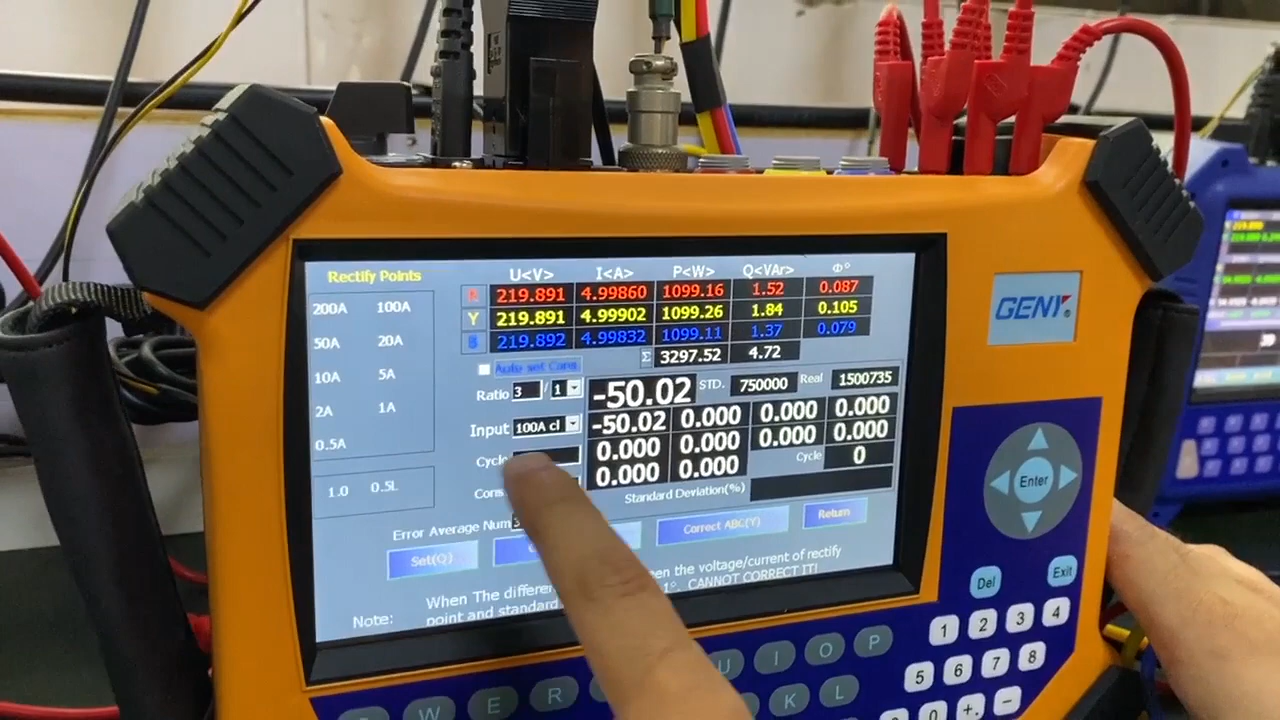 Rectify Points U<V> I<A> P<W> Q<VAr> Φ°
200A 100A
50A 20A
10A 5A
2A 1A
0.5A
1.0 0.5L
R 219.891 4.99860 1099.16 1.52 0.087
Y 219.891 4.99902 1099.26 1.84 0.105
B 219.892 4.99832 1099.11 1.37 0.079
Σ 3297.52 4.72
Auto set Cons
Ratio 3 / 1 -50.02 STD. 750000 Real 1500735
Input 100A cl -50.02 0.000 0.000 0.000
0.000 0.000 0.000 0.000
Cycle 0.000 0.000 Cycle 0
Cons Standard Deviation(%)
Error Average Num
Set(Q) Correct ABC(Y) Return
Note: When The differen en the voltage/current of rectify
point and standard 1°. CANNOT CORRECT IT!
GENY®
Enter
Del Exit
1 2 3 4
5 6 7 8
9 0 +. −
W E R U I O P
K L